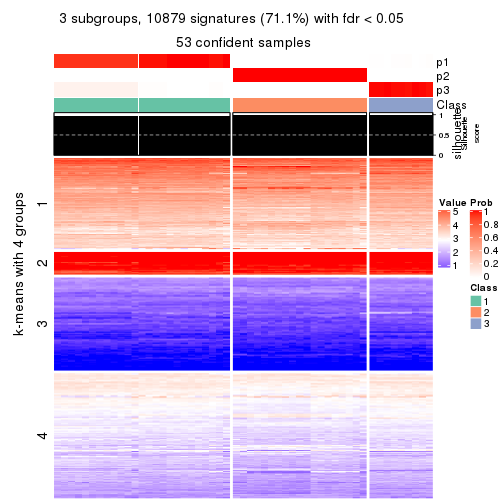 3 subgroups, 10879 signatures (71.1%) with fdr < 0.05
53 confident samples
p1
p2
p3
Class
1
0.5
0
silhouette
Silhouette
score
k-means with 4 groups
1
2
3
4
Value
5
4
3
2
1
Prob
1
0.8
0.6
0.4
0.2
0
Class
1
2
3